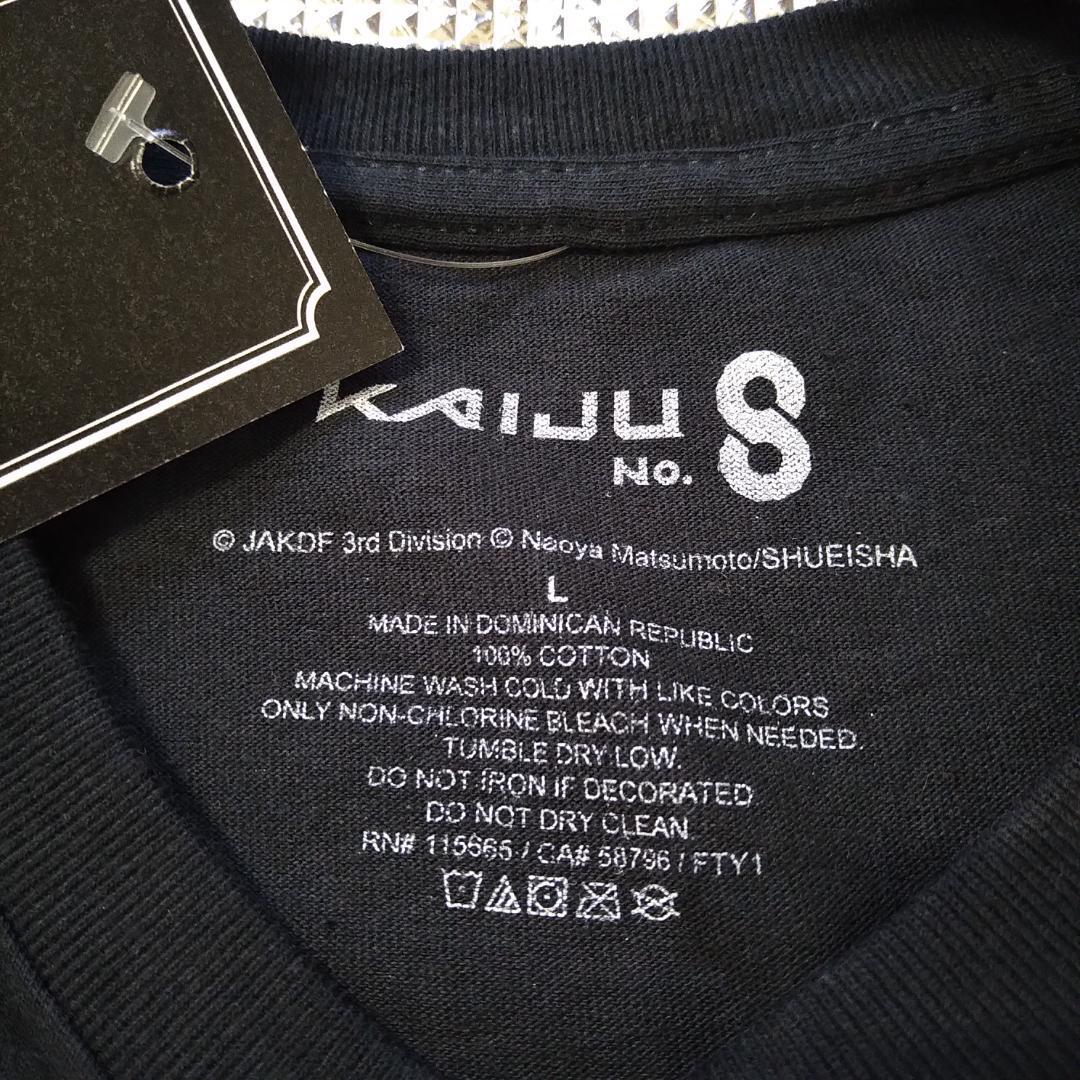 KAIJU
No. 8
© JAKDF 3rd Division © Naoya Matsumoto/SHUEISHA
L
MADE IN DOMINICAN REPUBLIC
100% COTTON
MACHINE WASH COLD WITH LIKE COLORS
ONLY NON-CHLORINE BLEACH WHEN NEEDED.
TUMBLE DRY LOW.
DO NOT IRON IF DECORATED
DO NOT DRY CLEAN
RN# 115665 / CA# 58796 / FTY1